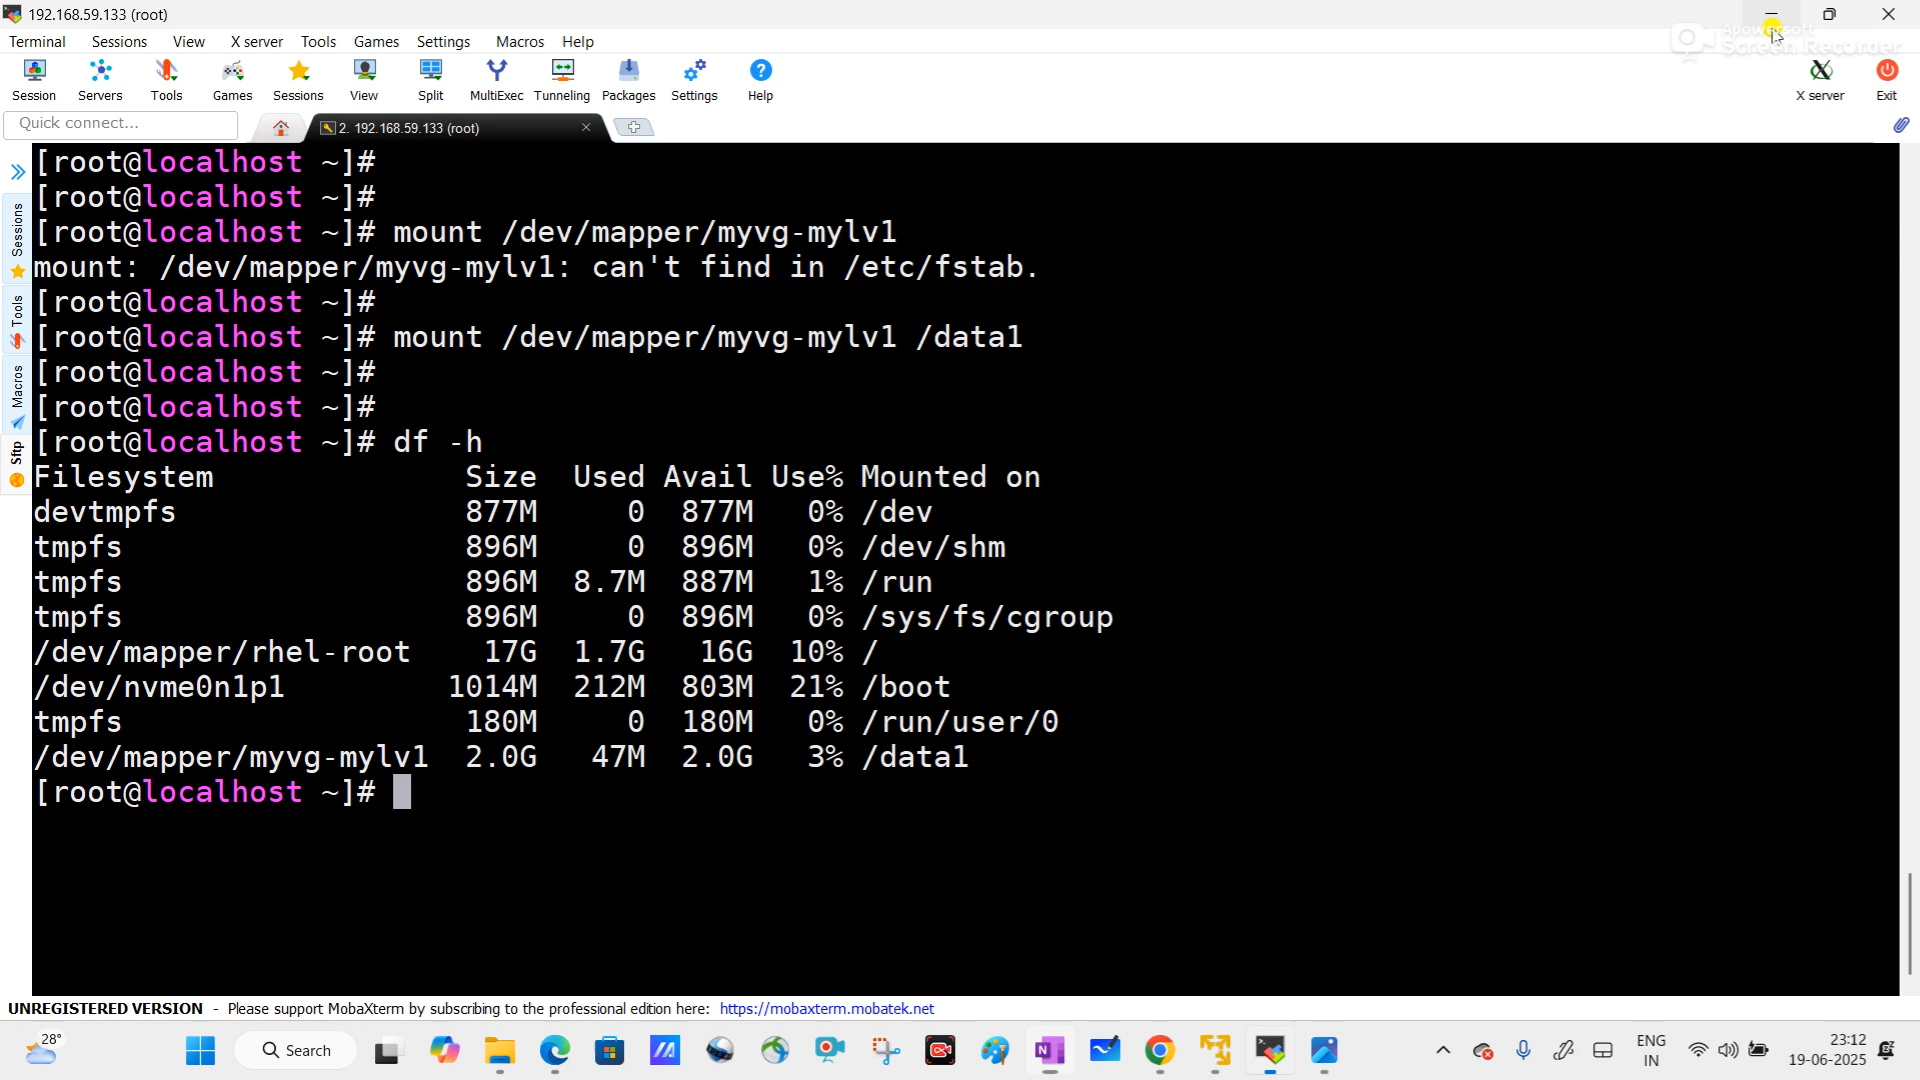 192.168.59.133 (root)
Terminal Sessions View X server Tools Games Settings Macros Help
Apowersoft
Screen Recorder
Session Servers Tools Games Sessions View Split MultiExec Tunneling Packages Settings Help X server Exit
Quick connect... 2. 192.168.59.133 (root)
Sessions
Tools
Macros
Sftp
[root@localhost ~]#
[root@localhost ~]#
[root@localhost ~]# mount /dev/mapper/myvg-mylv1
mount: /dev/mapper/myvg-mylv1: can't find in /etc/fstab.
[root@localhost ~]#
[root@localhost ~]# mount /dev/mapper/myvg-mylv1 /data1
[root@localhost ~]#
[root@localhost ~]#
[root@localhost ~]# df -h
Filesystem Size Used Avail Use% Mounted on
devtmpfs 877M 0 877M 0% /dev
tmpfs 896M 0 896M 0% /dev/shm
tmpfs 896M 8.7M 887M 1% /run
tmpfs 896M 0 896M 0% /sys/fs/cgroup
/dev/mapper/rhel-root 17G 1.7G 16G 10% /
/dev/nvme0n1p1 1014M 212M 803M 21% /boot
tmpfs 180M 0 180M 0% /run/user/0
/dev/mapper/myvg-mylv1 2.0G 47M 2.0G 3% /data1
[root@localhost ~]#
UNREGISTERED VERSION - Please support MobaXterm by subscribing to the professional edition here: https://mobaxterm.mobatek.net
28°
Search
ENG
IN
23:12
19-06-2025